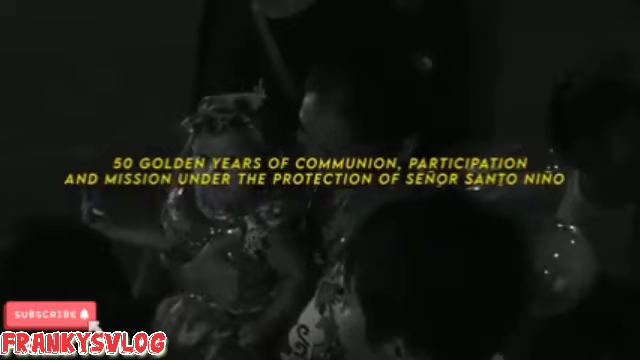 50 GOLDEN YEARS OF COMMUNION, PARTICIPATION
AND MISSION UNDER THE PROTECTION OF SEÑOR SANTO NIÑO
SUBSCRIBE
FRANKYSVLOG